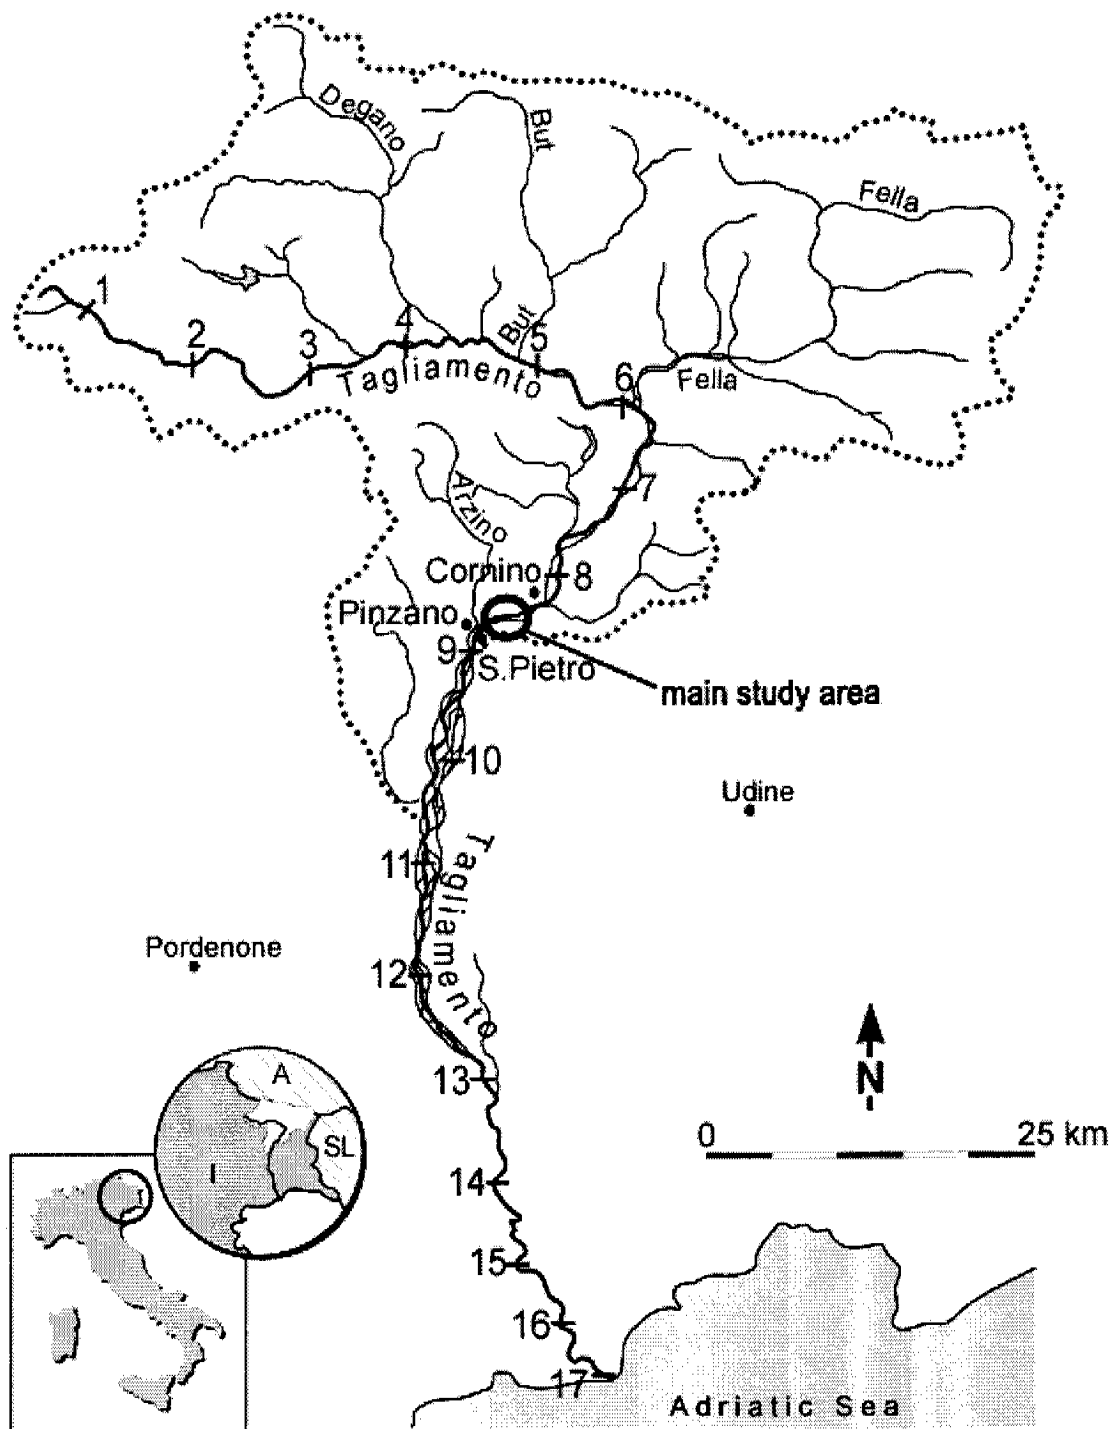 Degano
But
Fella
1
2
3
4
But
5
Tagliamento
6
Fella
7
Arzino
Cornino
8
Pinzano
9
S.Pietro
main study area
10
Udine
Tagliamento
11
Pordenone
12
13
N
0 25 km
A
SL
I
14
15
16
17
Adriatic Sea